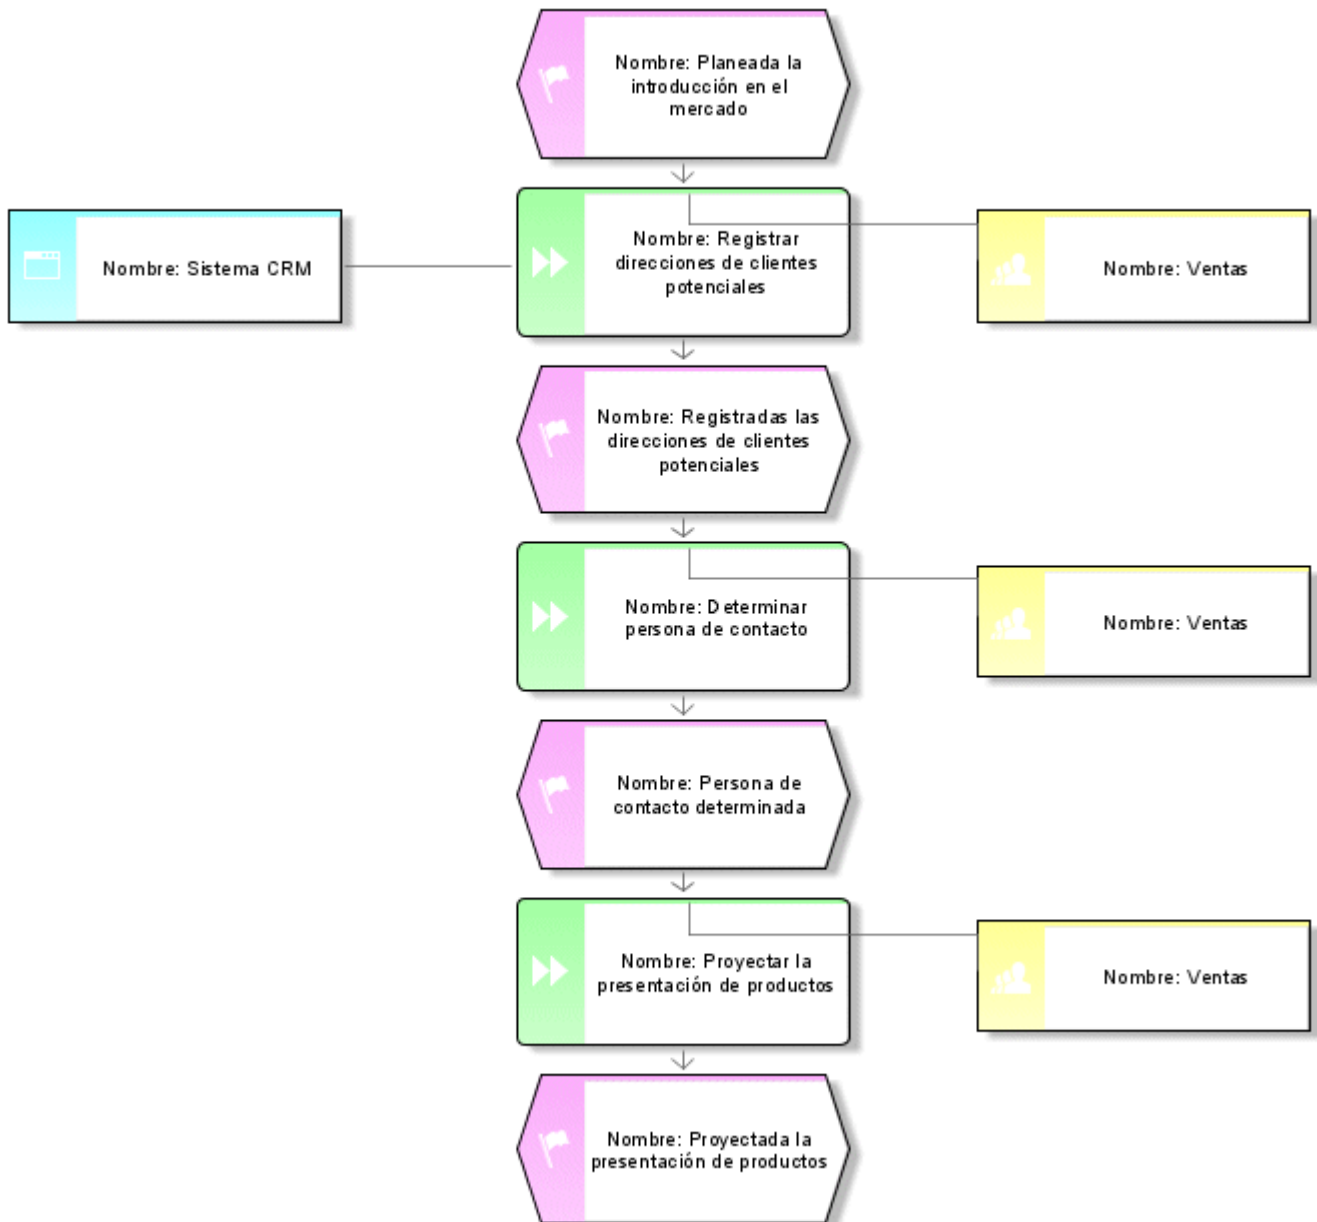 Nombre: Planeada la
introducción en el
mercado
Nombre: Sistema CRM
Nombre: Registrar
direcciones de clientes
potenciales
Nombre: Ventas
Nombre: Registradas las
direcciones de clientes
potenciales
Nombre: Determinar
persona de contacto
Nombre: Ventas
Nombre: Persona de
contacto determinada
Nombre: Proyectar la
presentación de productos
Nombre: Ventas
Nombre: Proyectada la
presentación de productos